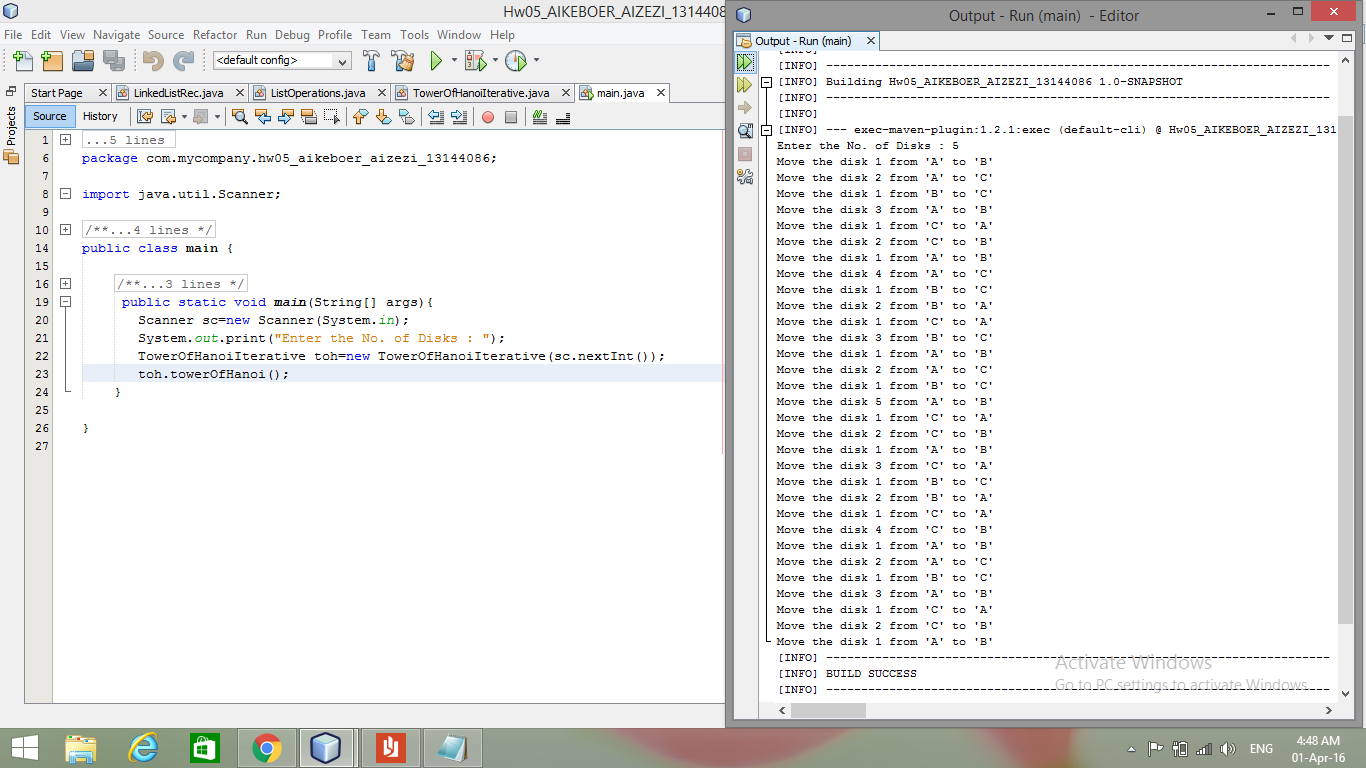 Hw05_AIKEBOER_AIZEZI_1314408
File Edit View Navigate Source Refactor Run Debug Profile Team Tools Window Help
<default config>
Start Page LinkedListRec.java ListOperations.java TowerOfHanoiIterative.java main.java
Source History
Projects
1 ...5 lines
6 package com.mycompany.hw05_aikeboer_aizezi_13144086;
7
8 import java.util.Scanner;
9
10 /**...4 lines */
14 public class main {
15
16 /**...3 lines */
19 public static void main(String[] args){
20 Scanner sc=new Scanner(System.in);
21 System.out.print("Enter the No. of Disks : ");
22 TowerOfHanoiIterative toh=new TowerOfHanoiIterative(sc.nextInt());
23 toh.towerOfHanoi();
24 }
25
26 }
27
Output - Run (main) - Editor
Output - Run (main)
[INFO]
[INFO] ------------------------------------------------------------------------
[INFO] Building Hw05_AIKEBOER_AIZEZI_13144086 1.0-SNAPSHOT
[INFO] ------------------------------------------------------------------------
[INFO]
[INFO] --- exec-maven-plugin:1.2.1:exec (default-cli) @ Hw05_AIKEBOER_AIZEZI_131
Enter the No. of Disks : 5
Move the disk 1 from 'A' to 'B'
Move the disk 2 from 'A' to 'C'
Move the disk 1 from 'B' to 'C'
Move the disk 3 from 'A' to 'B'
Move the disk 1 from 'C' to 'A'
Move the disk 2 from 'C' to 'B'
Move the disk 1 from 'A' to 'B'
Move the disk 4 from 'A' to 'C'
Move the disk 1 from 'B' to 'C'
Move the disk 2 from 'B' to 'A'
Move the disk 1 from 'C' to 'A'
Move the disk 3 from 'B' to 'C'
Move the disk 1 from 'A' to 'B'
Move the disk 2 from 'A' to 'C'
Move the disk 1 from 'B' to 'C'
Move the disk 5 from 'A' to 'B'
Move the disk 1 from 'C' to 'A'
Move the disk 2 from 'C' to 'B'
Move the disk 1 from 'A' to 'B'
Move the disk 3 from 'C' to 'A'
Move the disk 1 from 'B' to 'C'
Move the disk 2 from 'B' to 'A'
Move the disk 1 from 'C' to 'A'
Move the disk 4 from 'C' to 'B'
Move the disk 1 from 'A' to 'B'
Move the disk 2 from 'A' to 'C'
Move the disk 1 from 'B' to 'C'
Move the disk 3 from 'A' to 'B'
Move the disk 1 from 'C' to 'A'
Move the disk 2 from 'C' to 'B'
Move the disk 1 from 'A' to 'B'
[INFO] ------------------------------------------------------------------------
[INFO] BUILD SUCCESS
[INFO] ------------------------------------------------------------------------
Activate Windows
Go to PC settings to activate Windows.
ENG
4:48 AM
01-Apr-16